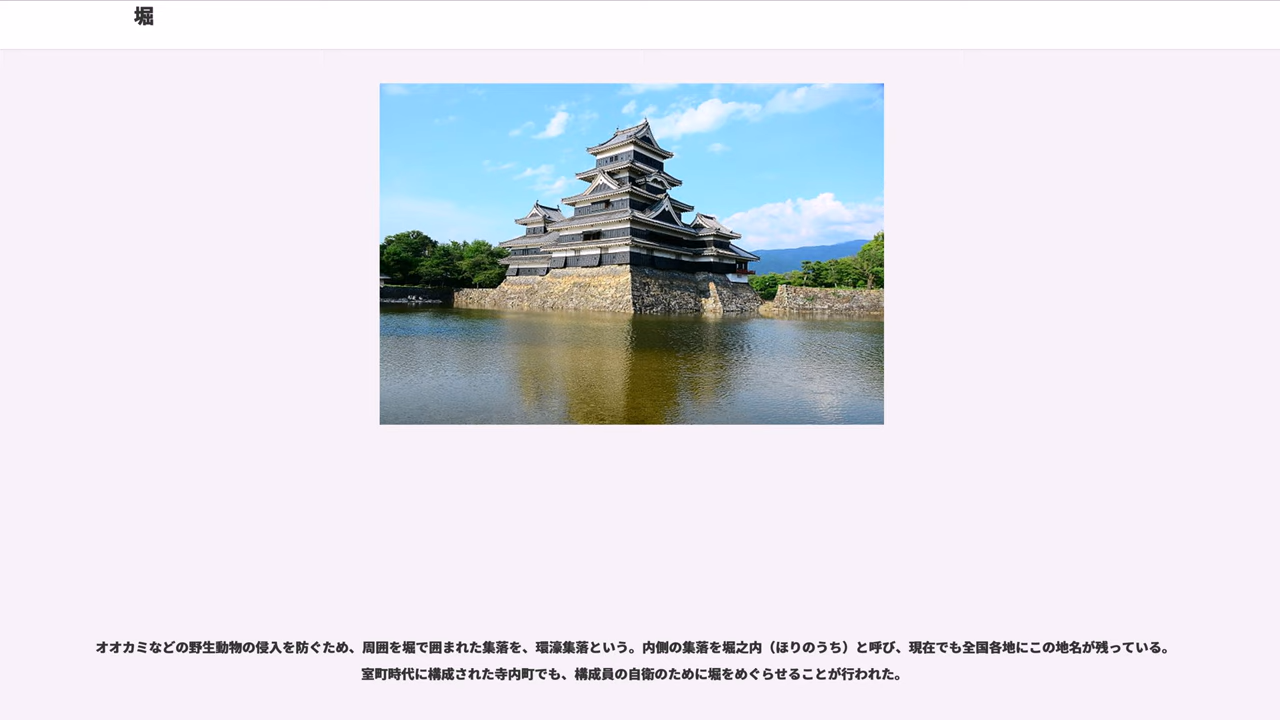 堀
オオカミなどの野生動物の侵入を防ぐため、周囲を堀で囲まれた集落を、環濠集落という。内側の集落を堀之内（ほりのうち）と呼び、現在でも全国各地にこの地名が残っている。
室町時代に構成された寺内町でも、構成員の自衛のために堀をめぐらせることが行われた。